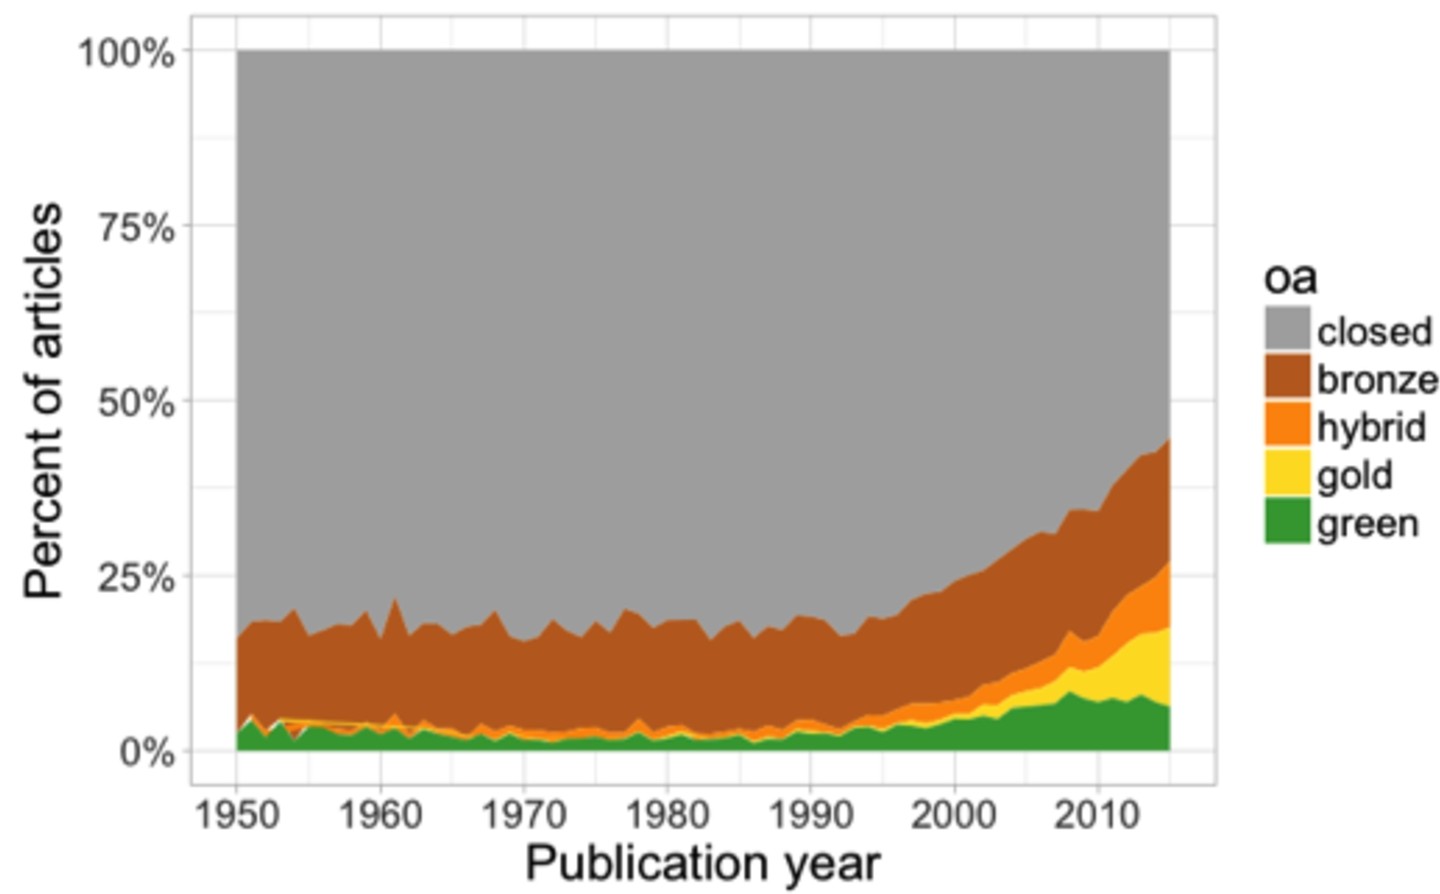 Percent of articles
100%
75%
50%
25%
0%
1950 1960 1970 1980 1990 2000 2010
Publication year
oa
closed
bronze
hybrid
gold
green